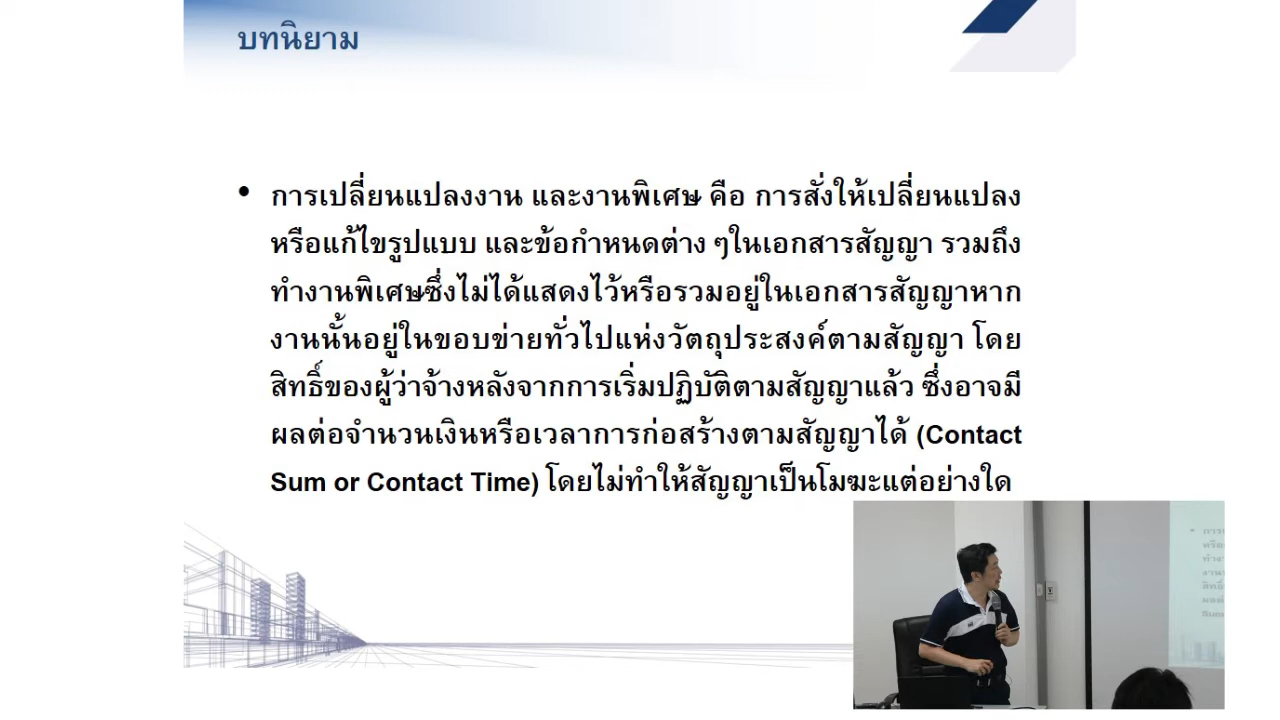 บทนิยาม
• การเปลี่ยนแปลงงาน และงานพิเศษ คือ การสั่งให้เปลี่ยนแปลง
หรือแก้ไขรูปแบบ และข้อกำหนดต่าง ๆในเอกสารสัญญา รวมถึง
ทำงานพิเศษซึ่งไม่ได้แสดงไว้หรือรวมอยู่ในเอกสารสัญญาหาก
งานนั้นอยู่ในขอบข่ายทั่วไปแห่งวัตถุประสงค์ตามสัญญา โดย
สิทธิ์ของผู้ว่าจ้างหลังจากการเริ่มปฏิบัติตามสัญญาแล้ว ซึ่งอาจมี
ผลต่อจำนวนเงินหรือเวลาการก่อสร้างตามสัญญาได้ (Contact
Sum or Contact Time) โดยไม่ทำให้สัญญาเป็นโมฆะแต่อย่างใด